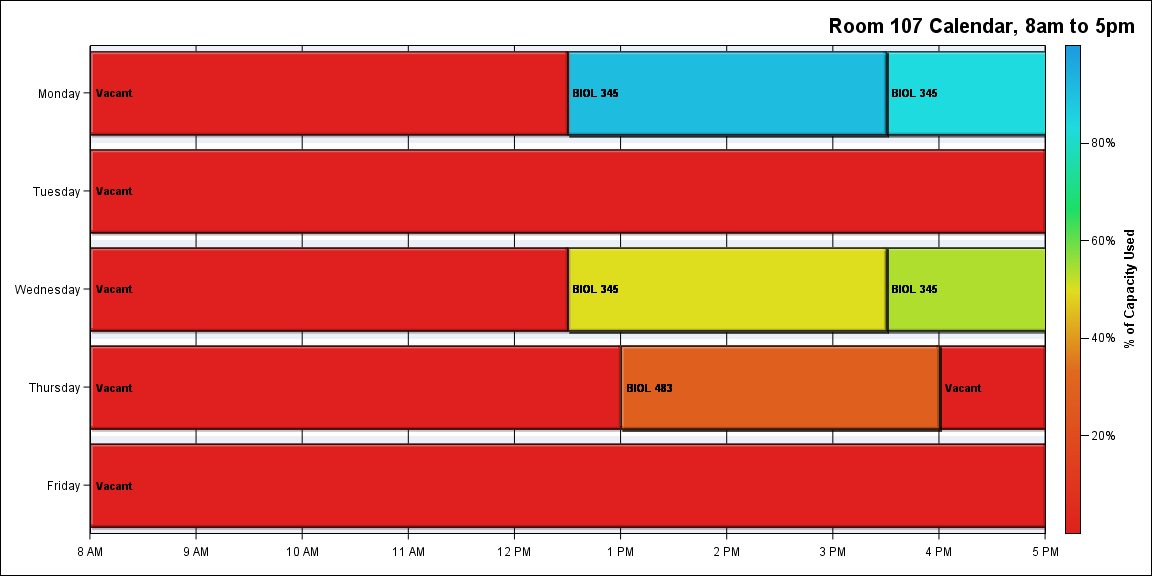 Room 107 Calendar, 8am to 5pm
Monday
Vacant
BIOL 345
BIOL 345
80%
Tuesday
Vacant
60%
% of Capacity Used
Wednesday
Vacant
BIOL 345
BIOL 345
40%
Thursday
Vacant
BIOL 483
Vacant
20%
Friday
Vacant
8 AM 9 AM 10 AM 11 AM 12 PM 1 PM 2 PM 3 PM 4 PM 5 PM